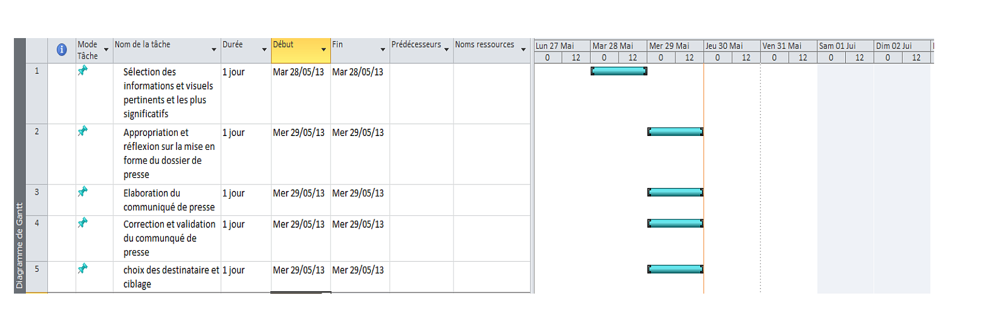 Mode
Tâche
Nom de la tâche
Durée
Début
Fin
Prédécesseurs
Noms ressources
Lun 27 Mai
Mar 28 Mai
Mer 29 Mai
Jeu 30 Mai
Ven 31 Mai
Sam 01 Jui
Dim 02 Jui
0 12 0 12 0 12 0 12 0 12 0 12 0 12
1
Sélection des
informations et visuels
pertinents et les plus
significatifs
1 jour
Mar 28/05/13
Mar 28/05/13
2
Appropriation et
réflexion sur la mise en
forme du dossier de
presse
1 jour
Mer 29/05/13
Mer 29/05/13
3
Elaboration du
communiqué de presse
1 jour
Mer 29/05/13
Mer 29/05/13
4
Correction et validation
du communqué de
presse
1 jour
Mer 29/05/13
Mer 29/05/13
5
choix des destinataire et
ciblage
1 jour
Mer 29/05/13
Mer 29/05/13
Diagramme de Gantt